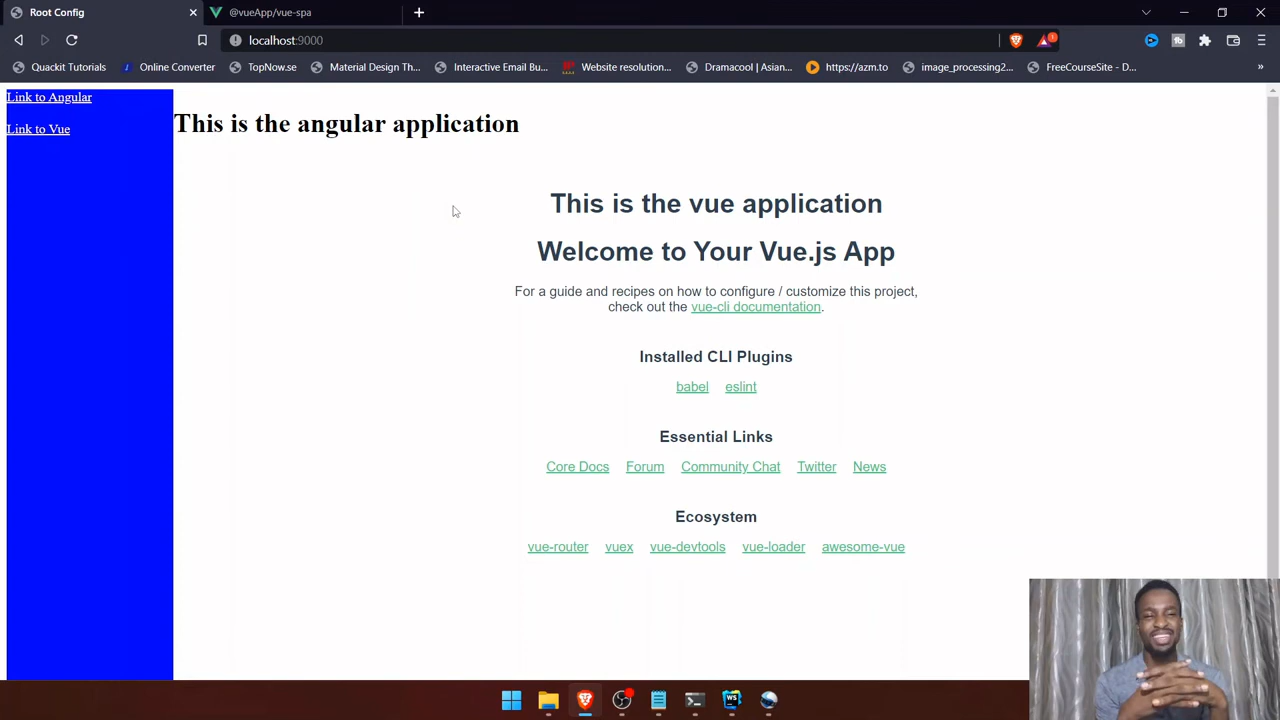 Root Config
@vueApp/vue-spa
localhost:9000
Quackit Tutorials
Online Converter
TopNow.se
Material Design Th...
Interactive Email Bu...
Website resolution...
Dramacool | Asian...
https://azm.to
image_processing2...
FreeCourseSite - D...
»
Link to Angular
Link to Vue
This is the angular application
This is the vue application
Welcome to Your Vue.js App
For a guide and recipes on how to configure / customize this project,
check out the vue-cli documentation.
Installed CLI Plugins
babel eslint
Essential Links
Core Docs Forum Community Chat Twitter News
Ecosystem
vue-router vuex vue-devtools vue-loader awesome-vue